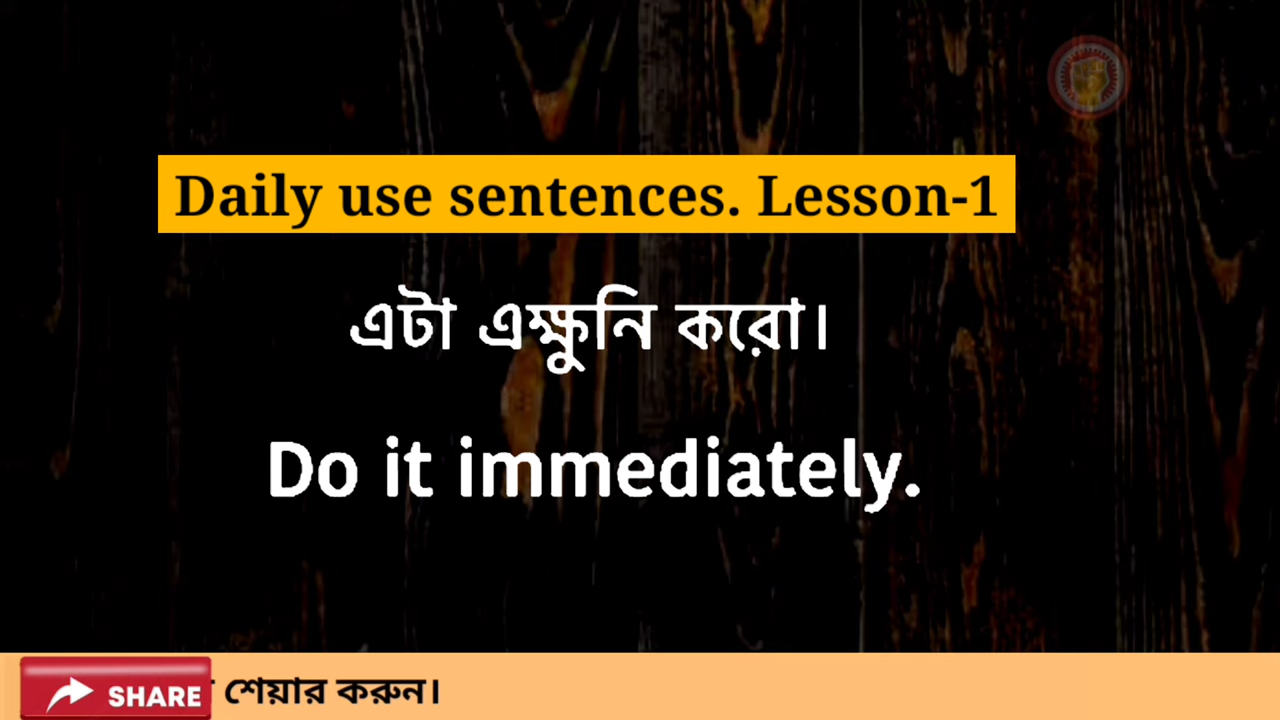 Daily use sentences. Lesson-1
এটা এক্ষুনি করো।
Do it immediately.
SHARE শেয়ার করুন।